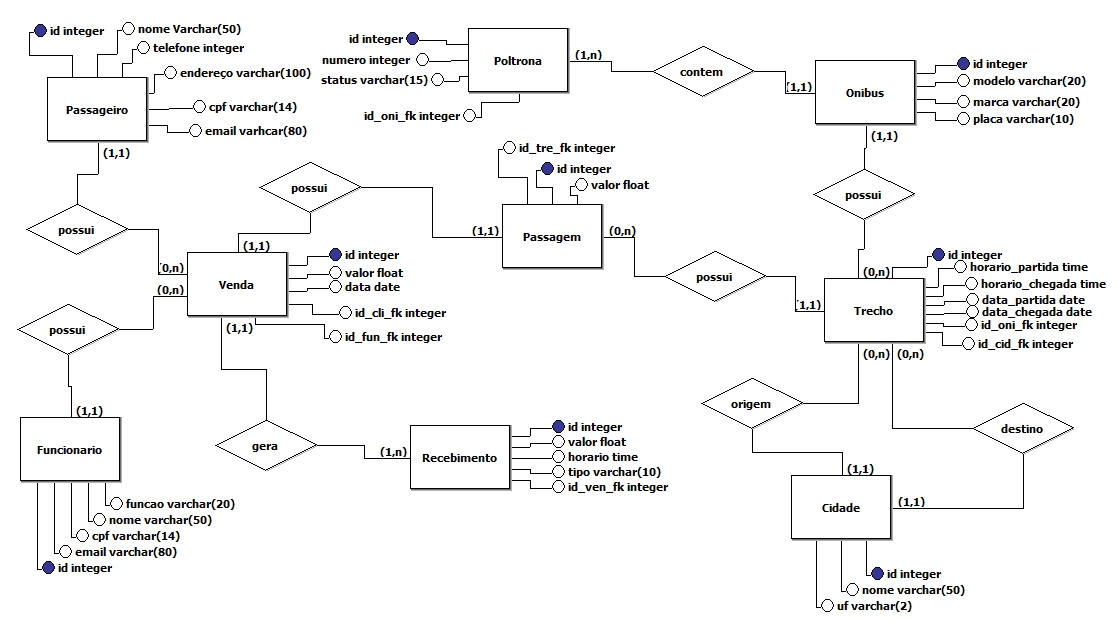 id integer
nome Varchar(50)
telefone integer
endereço varchar(100)
cpf varchar(14)
email varhcar(80)
Passageiro
(1,1)
possui
(0,n)
id integer
numero integer
status varchar(15)
id_oni_fk integer
Poltrona
(1,n)
contem
(1,1)
Onibus
id integer
modelo varchar(20)
marca varchar(20)
placa varchar(10)
(1,1)
possui
(0,n)
possui
(1,1)
(1,1)
id_tre_fk integer
id integer
valor float
Passagem
(0,n)
possui
(1,1)
Trecho
id integer
horario_partida time
horario_chegada time
data_partida date
data_chegada date
id_oni_fk integer
id_cid_fk integer
(0,n)
(0,n)
Venda
id integer
valor float
data date
id_cli_fk integer
id_fun_fk integer
(0,n)
(1,1)
possui
(1,1)
Funcionario
funcao varchar(20)
nome varchar(50)
cpf varchar(14)
email varchar(80)
id integer
gera
(1,n)
Recebimento
id integer
valor float
horario time
tipo varchar(10)
id_ven_fk integer
origem
destino
(1,1)
(1,1)
Cidade
id integer
nome varchar(50)
uf varchar(2)